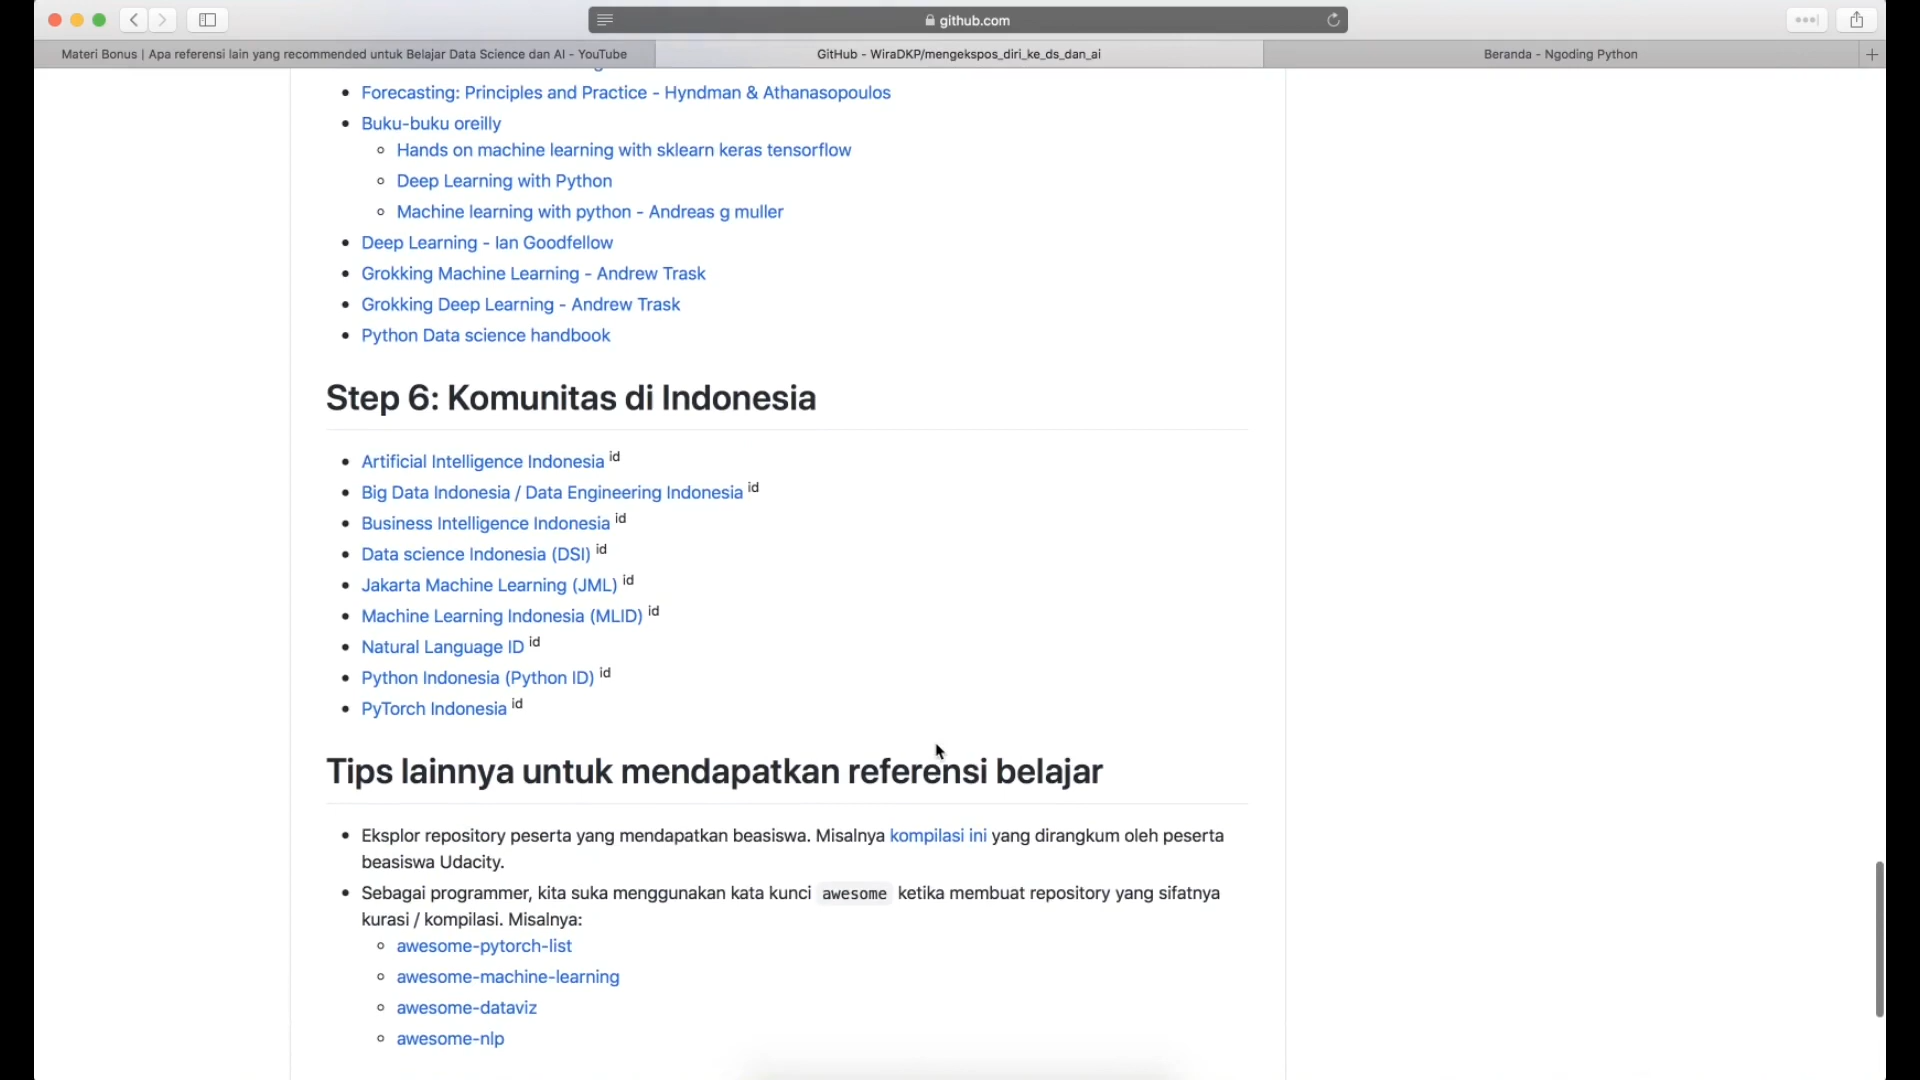 github.com
Materi Bonus | Apa referensi lain yang recommended untuk Belajar Data Science dan AI - YouTube
GitHub - WiraDKP/mengekspos_diri_ke_ds_dan_ai
Beranda - Ngoding Python
Forecasting: Principles and Practice - Hyndman & Athanasopoulos
Buku-buku oreilly
Hands on machine learning with sklearn keras tensorflow
Deep Learning with Python
Machine learning with python - Andreas g muller
Deep Learning - Ian Goodfellow
Grokking Machine Learning - Andrew Trask
Grokking Deep Learning - Andrew Trask
Python Data science handbook
Step 6: Komunitas di Indonesia
Artificial Intelligence Indonesia id
Big Data Indonesia / Data Engineering Indonesia id
Business Intelligence Indonesia id
Data science Indonesia (DSI) id
Jakarta Machine Learning (JML) id
Machine Learning Indonesia (MLID) id
Natural Language ID id
Python Indonesia (Python ID) id
PyTorch Indonesia id
Tips lainnya untuk mendapatkan referensi belajar
Eksplor repository peserta yang mendapatkan beasiswa. Misalnya kompilasi ini yang dirangkum oleh peserta
beasiswa Udacity.
Sebagai programmer, kita suka menggunakan kata kunci awesome ketika membuat repository yang sifatnya
kurasi / kompilasi. Misalnya:
awesome-pytorch-list
awesome-machine-learning
awesome-dataviz
awesome-nlp